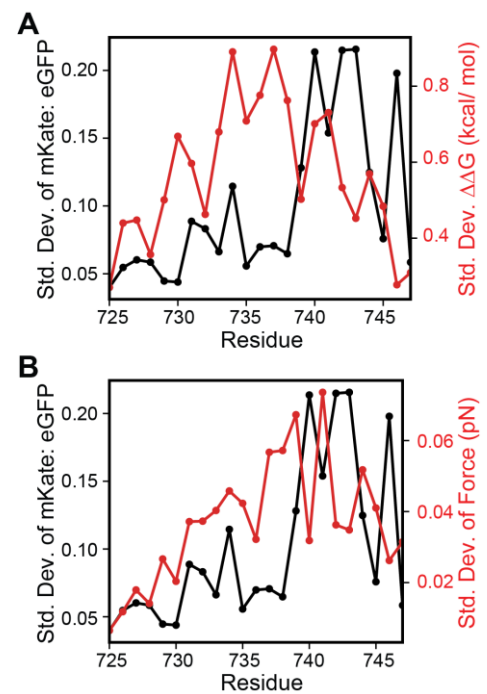 A
Std. Dev. of mKate: eGFP
0.20
0.15
0.10
0.05
0.8
0.6
0.4
Std. Dev. ΔΔG (kcal/ mol)
725 730 735 740 745
Residue
B
Std. Dev. of mKate: eGFP
0.20
0.15
0.10
0.05
0.06
0.04
0.02
Std. Dev. of Force (pN)
725 730 735 740 745
Residue